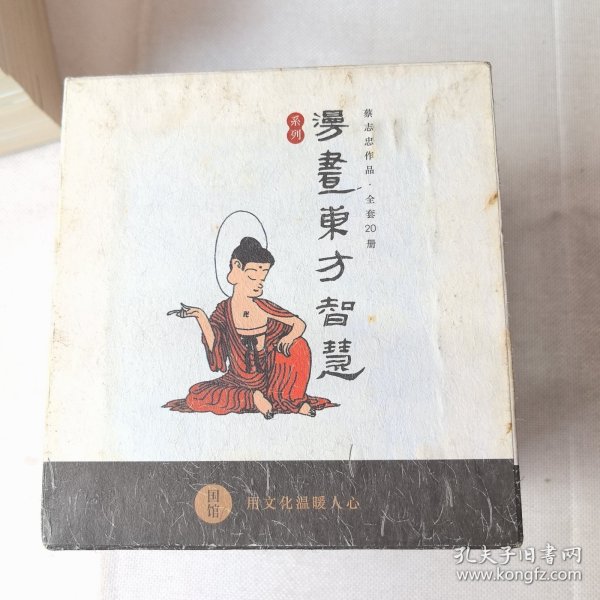 蔡志忠作品·全套20册
漫畫東方智慧
系列
国馆
用文化温暖人心
孔夫子旧书网
www.kongfz.com